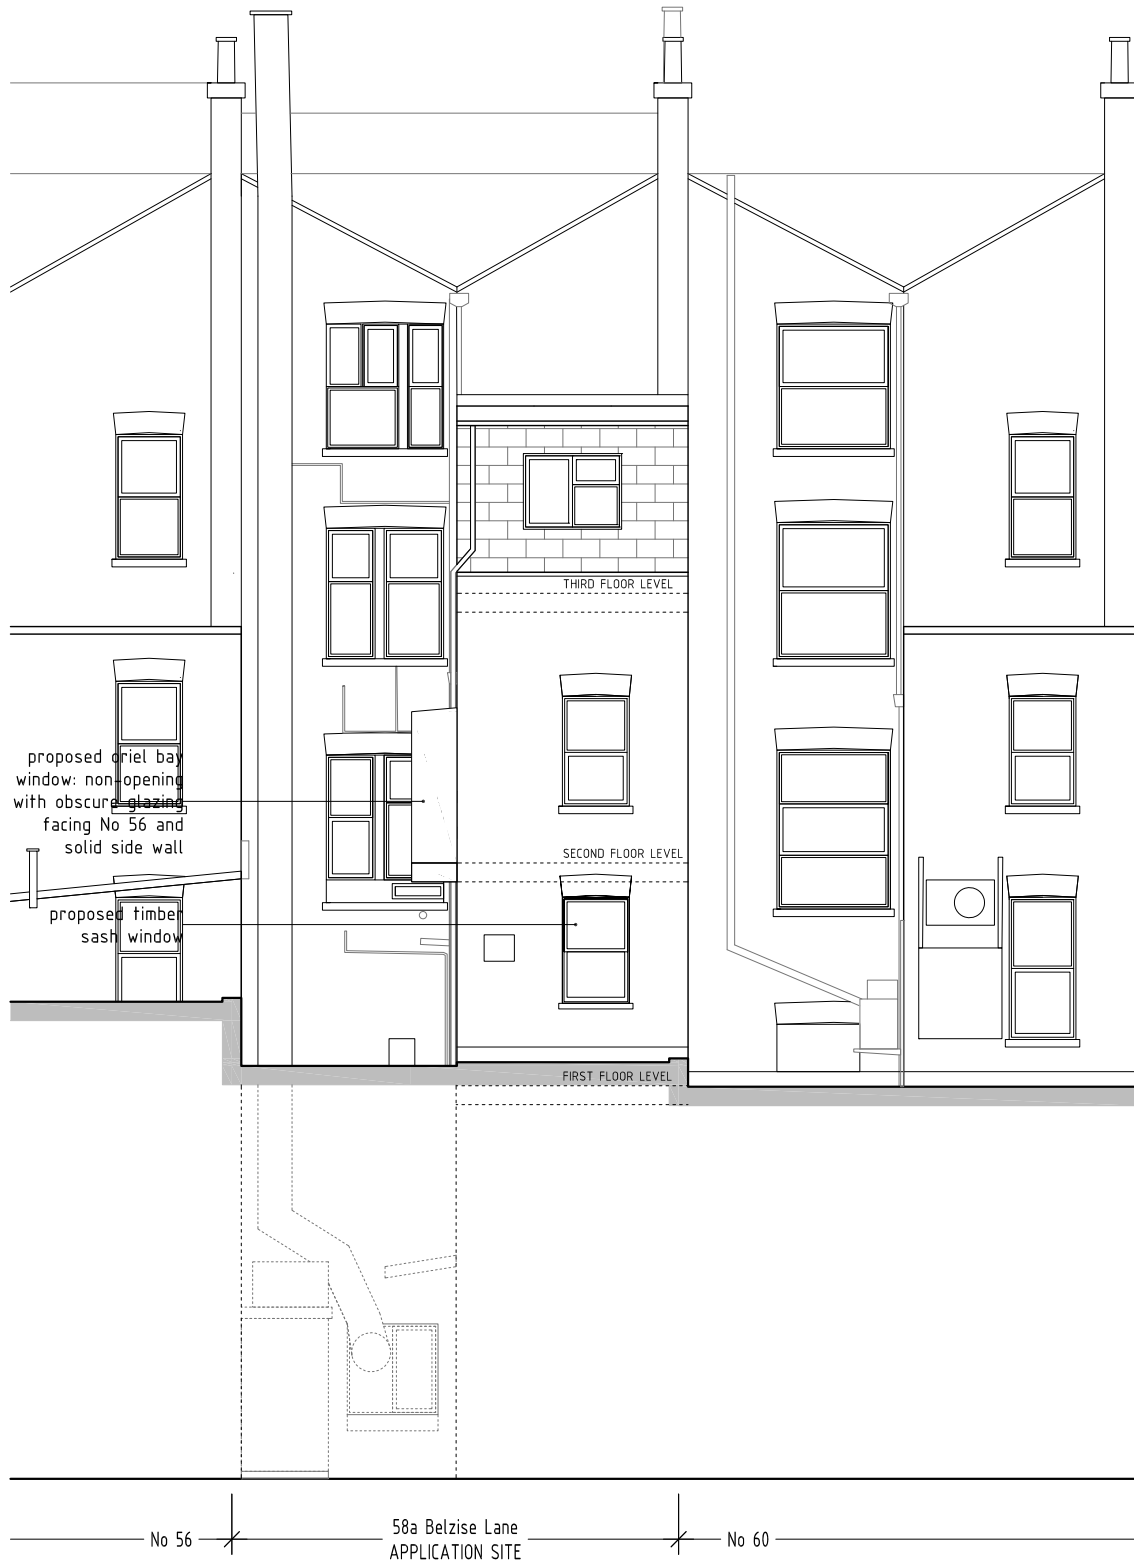 THIRD FLOOR LEVEL
proposed oriel bay
window: non-opening
with obscure glazing
facing No 56 and
solid side wall
SECOND FLOOR LEVEL
proposed timber
sash window
FIRST FLOOR LEVEL
No 56
58a Belzise Lane
APPLICATION SITE
No 60